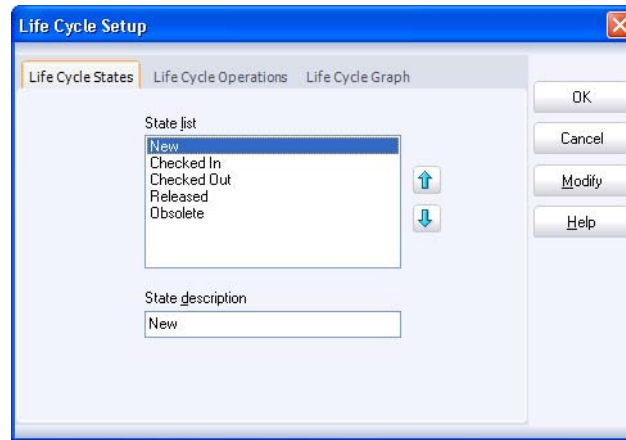 Life Cycle Setup
Life Cycle States Life Cycle Operations Life Cycle Graph
State list
New
Checked In
Checked Out
Released
Obsolete
State description
New
OK
Cancel
Modify
Help